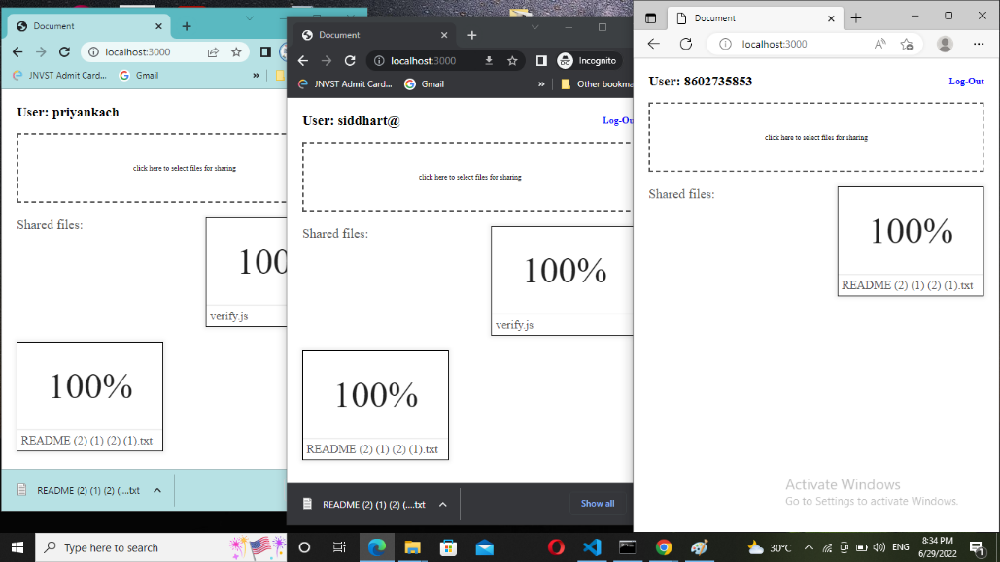 Document
localhost:3000
JNVST Admit Card...
Gmail
»
User: priyankach
click here to select files for sharing
Shared files:
100%
verify.js
100%
README (2) (1) (2) (1).txt
README (2) (1) (2) (....txt
Document
localhost:3000
Incognito
JNVST Admit Card...
Gmail
»
Other bookma
User: siddhart@
Log-Ou
click here to select files for sharing
Shared files:
100%
verify.js
100%
README (2) (1) (2) (1).txt
README (2) (1) (2) (....txt
Show all
Document
localhost:3000
User: 8602735853
Log-Out
click here to select files for sharing
Shared files:
100%
README (2) (1) (2) (1).txt
Activate Windows
Go to Settings to activate Windows.
Type here to search
30°C
ENG
8:34 PM
6/29/2022
1